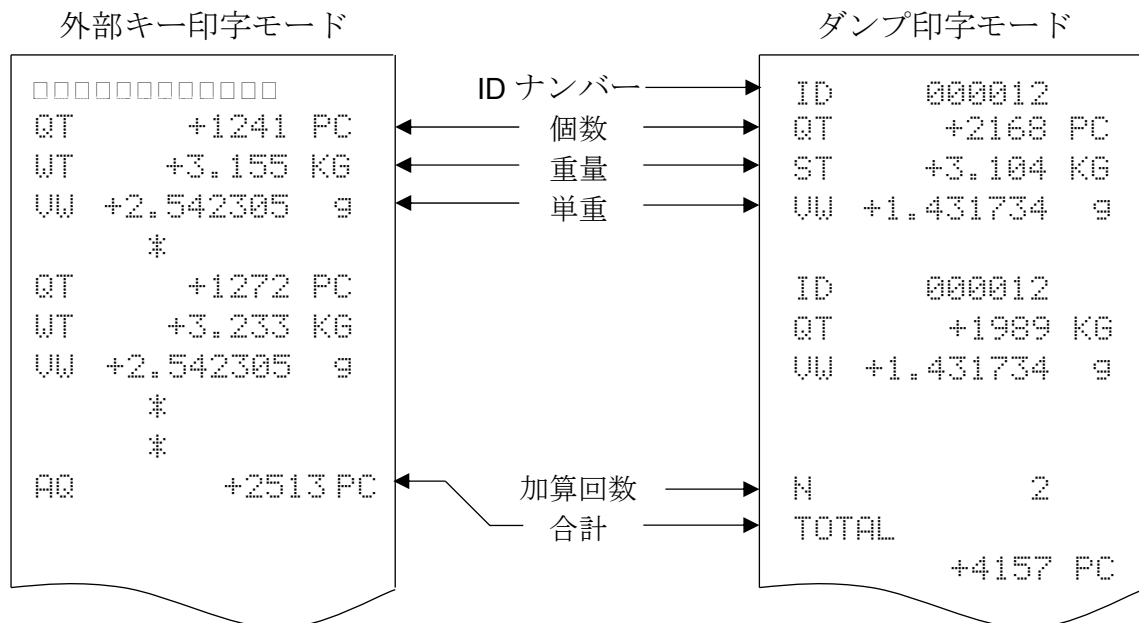 外部キー印字モード
□□□□□□□□□□□□
QT +1241 PC
WT +3.155 KG
UW +2.542305 g
*
QT +1272 PC
WT +3.233 KG
UW +2.542305 g
*
*
AQ +2513 PC
ID ナンバー
個数
重量
単重
加算回数
合計
ダンプ印字モード
ID 000012
QT +2168 PC
ST +3.104 KG
UW +1.431734 g
ID 000012
QT +1989 KG
UW +1.431734 g
N 2
TOTAL
+4157 PC